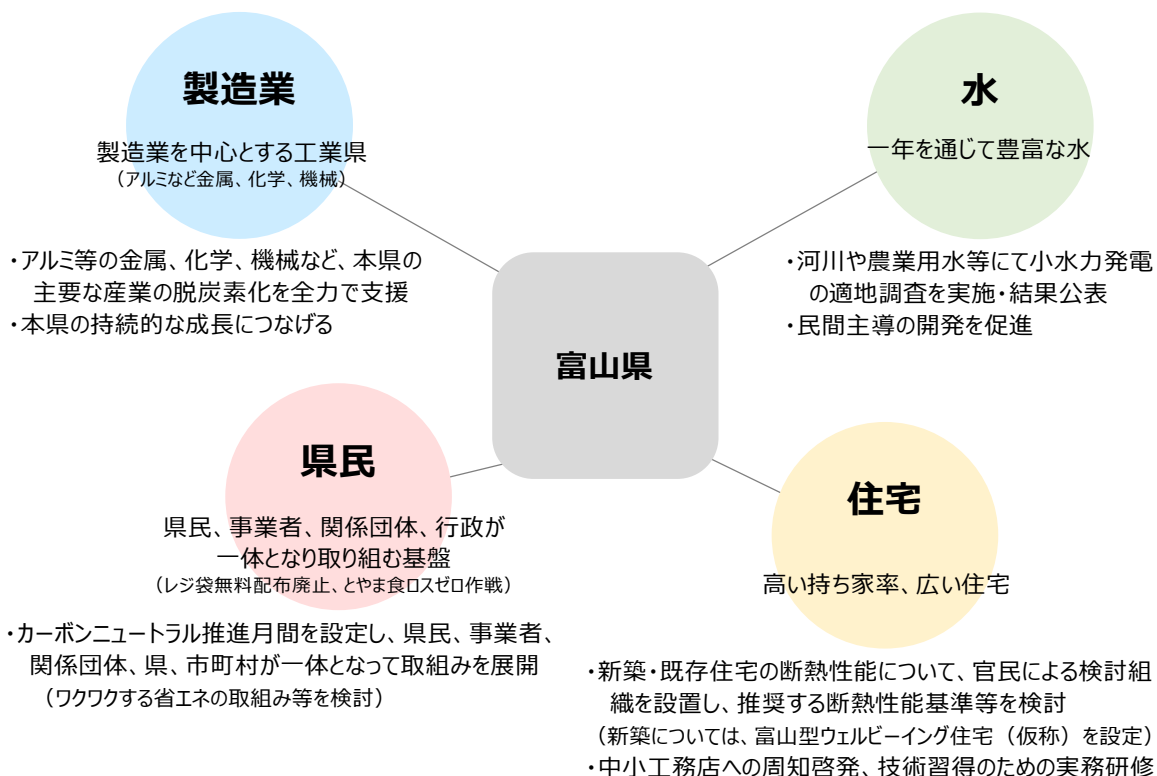 製造業
製造業を中心とする工業県
（アルミなど金属、化学、機械）
・アルミ等の金属、化学、機械など、本県の
主要な産業の脱炭素化を全力で支援
・本県の持続的な成長につなげる
水
一年を通じて豊富な水
・河川や農業用水等にて小水力発電
の適地調査を実施・結果公表
・民間主導の開発を促進
富山県
県民
県民、事業者、関係団体、行政が
一体となり取り組む基盤
（レジ袋無料配布廃止、とやま食ロスゼロ作戦）
・カーボンニュートラル推進月間を設定し、県民、事業者、
関係団体、県、市町村が一体となって取組みを展開
（ワクワクする省エネの取組み等を検討）
住宅
高い持ち家率、広い住宅
・新築・既存住宅の断熱性能について、官民による検討組
織を設置し、推奨する断熱性能基準等を検討
（新築については、富山型ウェルビーイング住宅（仮称）を設定）
・中小工務店への周知啓発、技術習得のための実務研修